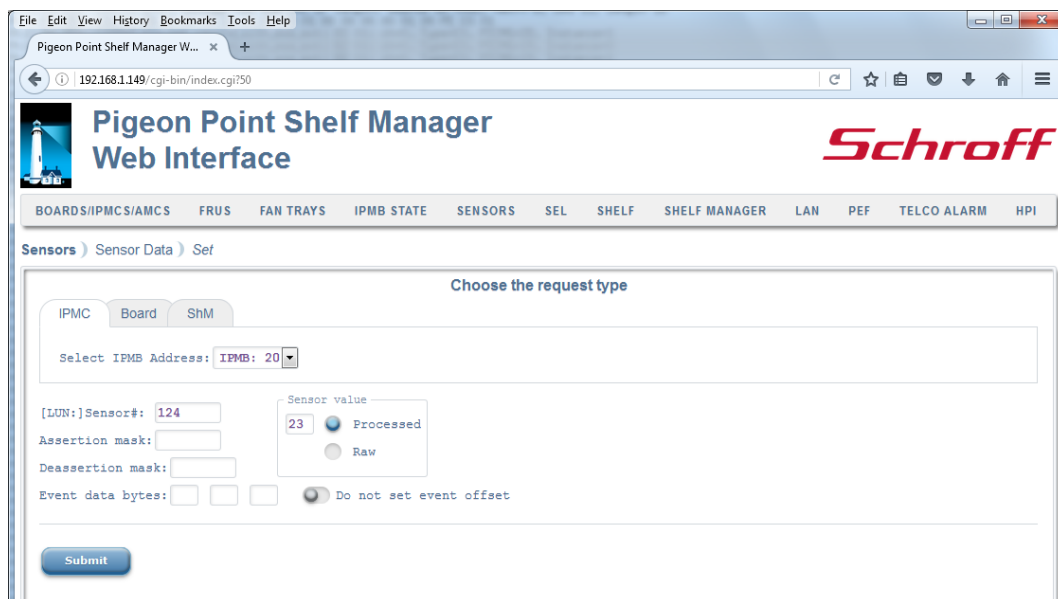 File Edit View History Bookmarks Tools Help
Pigeon Point Shelf Manager W... × +
192.168.1.149/cgi-bin/index.cgi?50
Pigeon Point Shelf Manager
Web Interface
Schroff
BOARDS/IPMCS/AMCS FRUS FAN TRAYS IPMB STATE SENSORS SEL SHELF SHELF MANAGER LAN PEF TELCO ALARM HPI
Sensors ) Sensor Data ) Set
Choose the request type
IPMC Board ShM
Select IPMB Address: IPMB: 20
[LUN:]Sensor#: 124
Sensor value
23 Processed
Assertion mask:
Raw
Deassertion mask:
Event data bytes: Do not set event offset
Submit